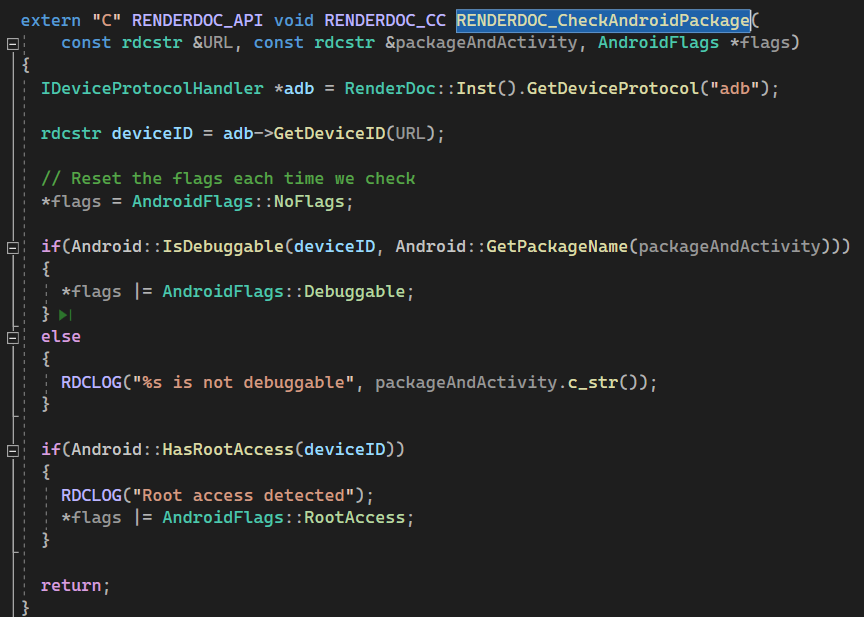 extern "C" RENDERDOC_API void RENDERDOC_CC RENDERDOC_CheckAndroidPackage(
    const rdcstr &URL, const rdcstr &packageAndActivity, AndroidFlags *flags)
{
  IDeviceProtocolHandler *adb = RenderDoc::Inst().GetDeviceProtocol("adb");

  rdcstr deviceID = adb->GetDeviceID(URL);

  // Reset the flags each time we check
  *flags = AndroidFlags::NoFlags;

  if(Android::IsDebuggable(deviceID, Android::GetPackageName(packageAndActivity)))
  {
    *flags |= AndroidFlags::Debuggable;
  }
  else
  {
    RDCLOG("%s is not debuggable", packageAndActivity.c_str());
  }

  if(Android::HasRootAccess(deviceID))
  {
    RDCLOG("Root access detected");
    *flags |= AndroidFlags::RootAccess;
  }

  return;
}